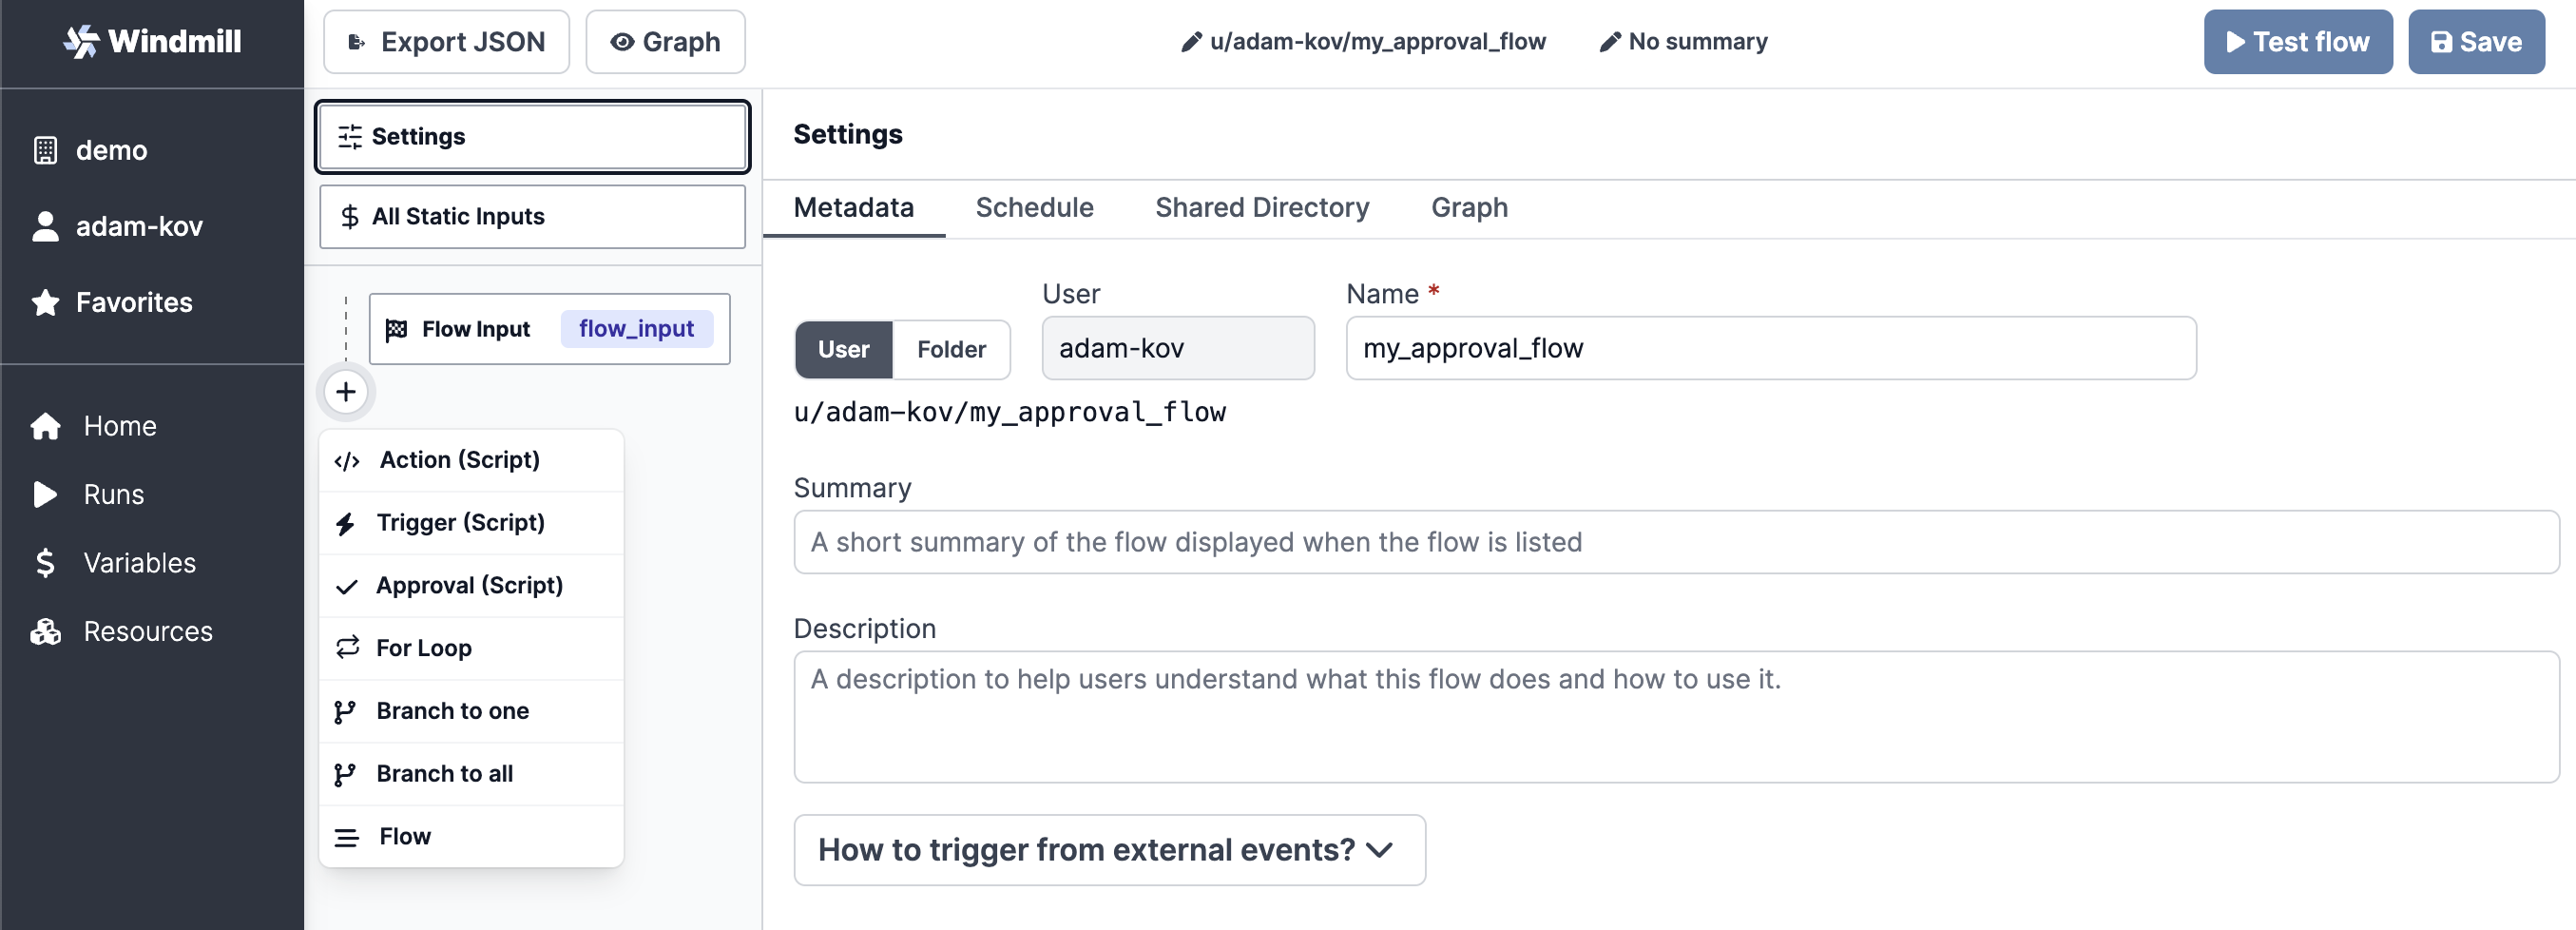 Windmill
Export JSON
Graph
u/adam-kov/my_approval_flow
No summary
Test flow
Save
demo
adam-kov
Favorites
Home
Runs
Variables
Resources
Settings
All Static Inputs
Flow Input
flow_input
Action (Script)
Trigger (Script)
Approval (Script)
For Loop
Branch to one
Branch to all
Flow
Settings
Metadata
Schedule
Shared Directory
Graph
User
Folder
User
adam-kov
Name *
my_approval_flow
u/adam-kov/my_approval_flow
Summary
A short summary of the flow displayed when the flow is listed
Description
A description to help users understand what this flow does and how to use it.
How to trigger from external events?